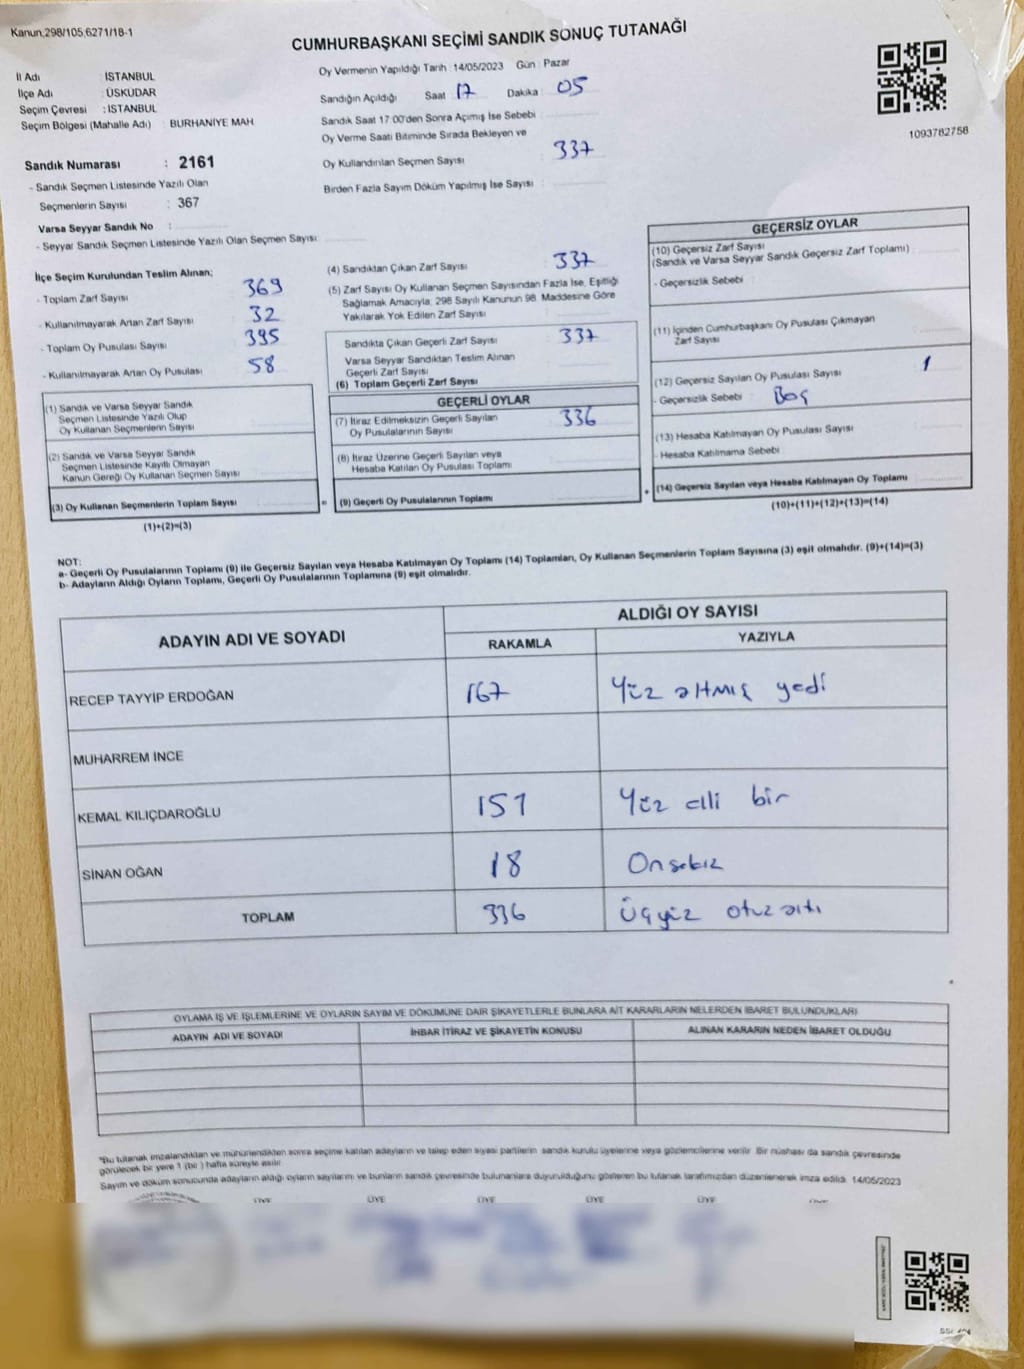 Kanun:298/105,6271/18-1
CUMHURBAŞKANI SEÇİMİ SANDIK SONUÇ TUTANAĞI
İl Adı : İSTANBUL
İlçe Adı : ÜSKÜDAR
Seçim Çevresi : İSTANBUL
Seçim Bölgesi (Mahalle Adı) : BURHANİYE MAH
Sandık Numarası : 2161
- Sandık Seçmen Listesinde Yazılı Olan
Seçmenlerin Sayısı : 367
Varsa Seyyar Sandık No :
- Seyyar Sandık Seçmen Listesinde Yazılı Olan Seçmen Sayısı:
Oy Vermenin Yapıldığı Tarih : 14/05/2023 Gün : Pazar
Sandığın Açıldığı Saat 17 Dakika 05
Sandık Saat 17:00'den Sonra Açımış İse Sebebi :
Oy Verme Saati Bitiminde Sırada Bekleyen ve
Oy Kullandırılan Seçmen Sayısı : 337
Birden Fazla Sayım Döküm Yapılmış İse Sayısı :
1093782758
İlçe Seçim Kurulundan Teslim Alınan;
- Toplam Zarf Sayısı : 369
- Kullanılmayarak Artan Zarf Sayısı : 32
- Toplam Oy Pusulası Sayısı : 395
- Kullanılmayarak Artan Oy Pusulası : 58
(1) Sandık ve Varsa Seyyar Sandık
Seçmen Listesinde Yazılı Olup
Oy Kullanan Seçmenlerin Sayısı :
(2) Sandık ve Varsa Seyyar Sandık
Seçmen Listesinde Kayıtlı Olmayan
Kanun Gereği Oy Kullanan Seçmen Sayısı :
(3) Oy Kullanan Seçmenlerin Toplam Sayısı :
(1)+(2)=(3)
(4) Sandıktan Çıkan Zarf Sayısı : 337
(5) Zarf Sayısı Oy Kullanan Seçmen Sayısından Fazla İse, Eşitliği
Sağlamak Amacıyla; 298 Sayılı Kanunun 98. Maddesine Göre
Yakılarak Yok Edilen Zarf Sayısı :
Sandıkta Çıkan Geçerli Zarf Sayısı : 337
Varsa Seyyar Sandıktan Teslim Alınan
Geçerli Zarf Sayısı :
(6) Toplam Geçerli Zarf Sayısı :
GEÇERLİ OYLAR
(7) İtiraz Edilmeksizin Geçerli Sayılan
Oy Pusulalarının Sayısı : 336
(8) İtiraz Üzerine Geçerli Sayılan veya
Hesaba Katılan Oy Pusulası Toplamı :
= (9) Geçerli Oy Pusulalarının Toplamı :
GEÇERSİZ OYLAR
(10) Geçersiz Zarf Sayısı
(Sandık ve Varsa Seyyar Sandık Geçersiz Zarf Toplamı) :
- Geçersizlik Sebebi :
(11) İçinden Cumhurbaşkanı Oy Pusulası Çıkmayan
Zarf Sayısı :
(12) Geçersiz Sayılan Oy Pusulası Sayısı : 1
- Geçersizlik Sebebi : Boş
(13) Hesaba Katılmayan Oy Pusulası Sayısı :
- Hesaba Katılmama Sebebi :
+ (14) Geçersiz Sayılan veya Hesaba Katılmayan Oy Toplamı :
(10)+(11)+(12)+(13)=(14)
NOT:
a- Geçerli Oy Pusulalarının Toplamı (9) ile Geçersiz Sayılan veya Hesaba Katılmayan Oy Toplamı (14) Toplamları, Oy Kullanan Seçmenlerin Toplam Sayısına (3) eşit olmalıdır. (9)+(14)=(3)
b- Adayların Aldığı Oyların Toplamı, Geçerli Oy Pusulalarının Toplamına (9) eşit olmalıdır.
ADAYIN ADI VE SOYADI ALDIĞI OY SAYISI
RAKAMLA YAZIYLA
RECEP TAYYİP ERDOĞAN 167 Yüz altmış yedi
MUHARREM İNCE
KEMAL KILIÇDAROĞLU 151 Yüz elli bir
SİNAN OĞAN 18 Onsekiz
TOPLAM 336 Üçyüz otuz altı
OYLAMA İŞ VE İŞLEMLERİNE VE OYLARIN SAYIM VE DÖKÜMÜNE DAİR ŞİKAYETLERLE BUNLARA AİT KARARLARIN NELERDEN İBARET BULUNDUKLARI
ADAYIN ADI VE SOYADI İHBAR İTİRAZ VE ŞİKAYETİN KONUSU ALINAN KARARIN NEDEN İBARET OLDUĞU
*Bu tutanak imzalandıktan ve mühürlendikten sonra seçime katılan adayların ve talep eden siyasi partilerin sandık kurulu üyelerine veya gözlemcilerine verilir. Bir nüshası da sandık çevresinde
görülecek bir yere 1 (bir) hafta süreyle asılır.
Sayım ve döküm sonucunda adayların aldığı oyların sayılarını ve bunların sandık çevresinde bulunanlara duyurulduğunu gösteren bu tutanak tarafımızdan düzenlenerek imza edildi. 14/05/2023
ÜYE ÜYE ÜYE ÜYE ÜYE